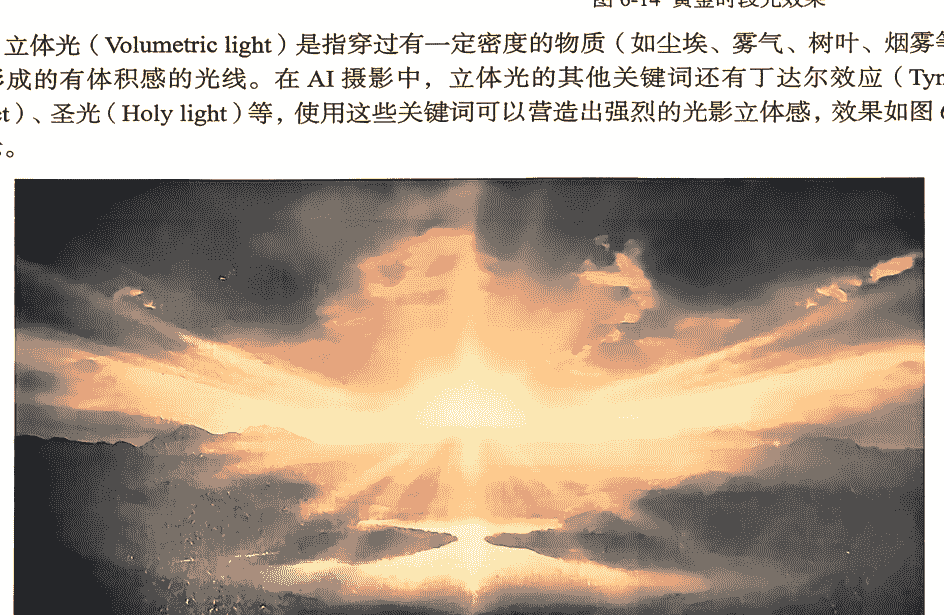 图 6-14 黄金时段光效果
立体光（Volumetric light）是指穿过有一定密度的物质（如尘埃、雾气、树叶、烟雾等
形成的有体积感的光线。在 AI 摄影中，立体光的其他关键词还有丁达尔效应（Tyn
ct）、圣光（Holy light）等，使用这些关键词可以营造出强烈的光影立体感，效果如图 6
。